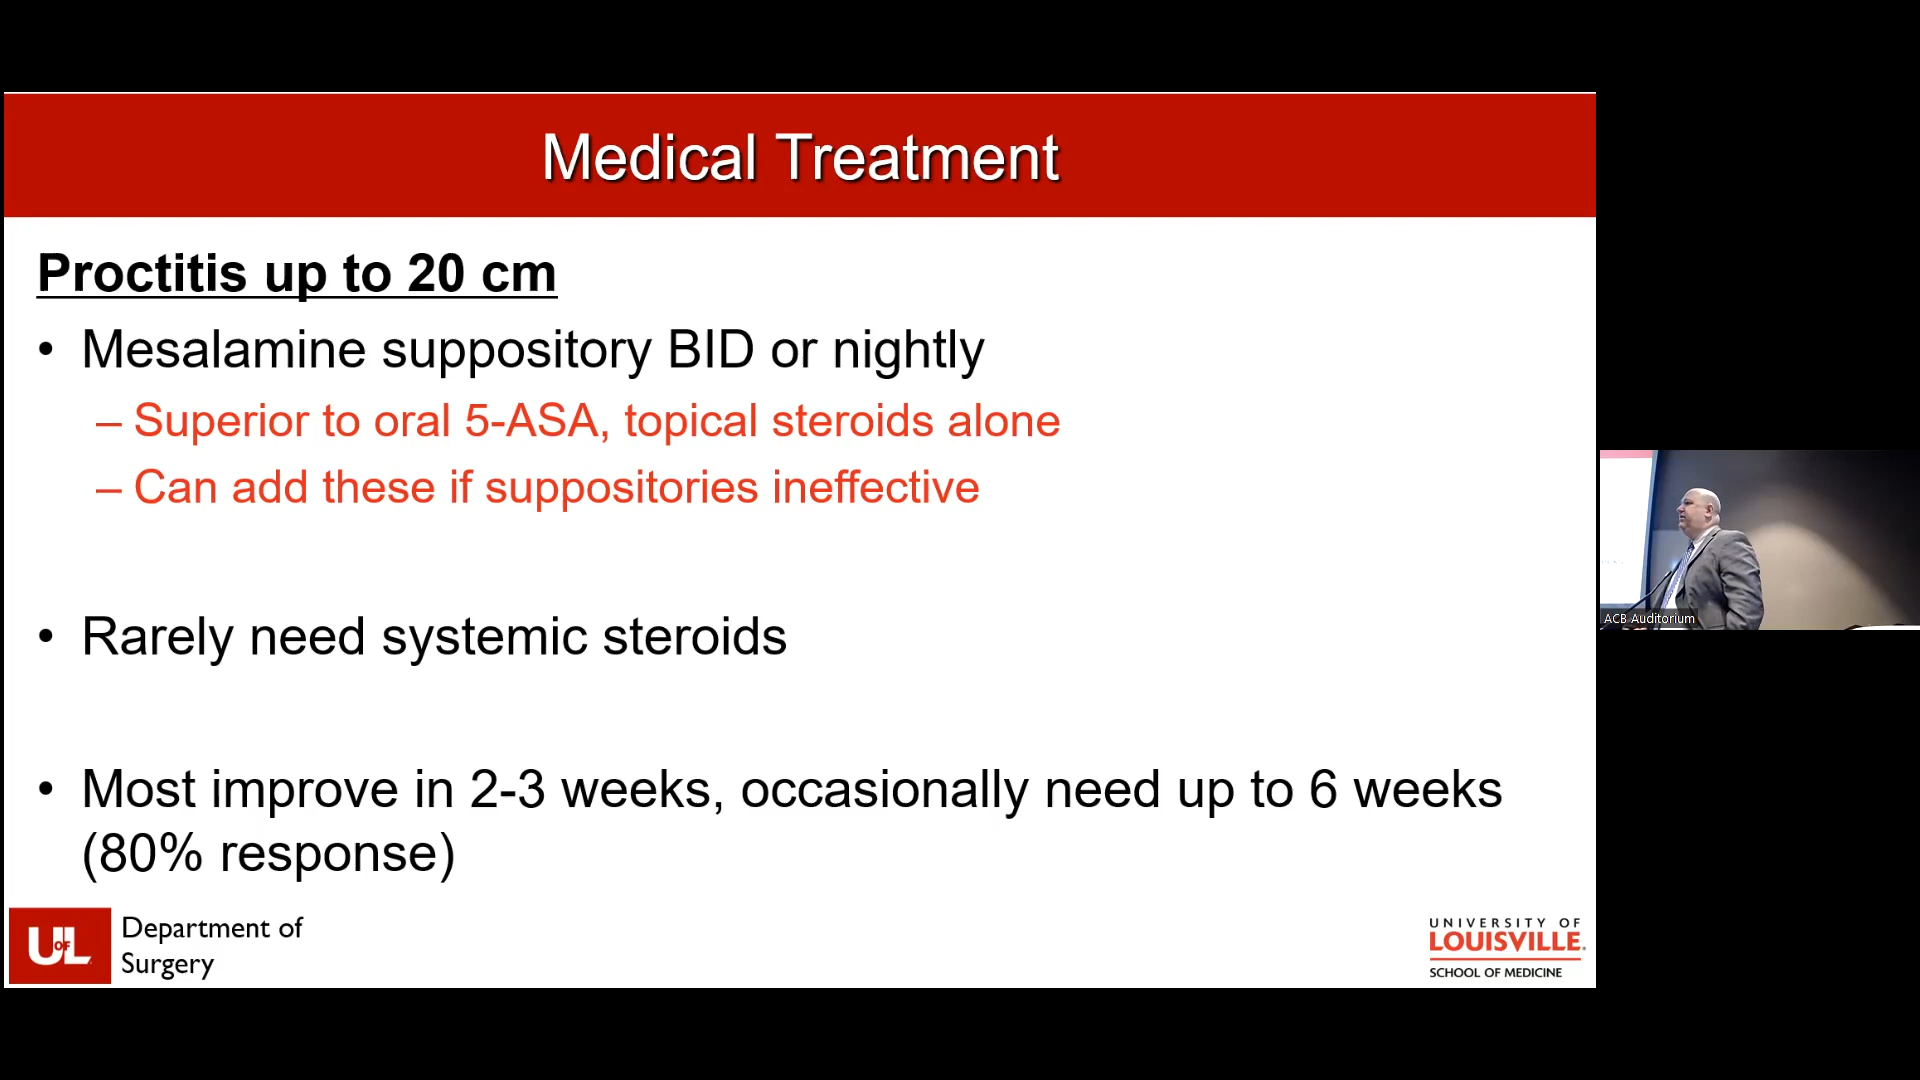 Medical Treatment
Proctitis up to 20 cm
• Mesalamine suppository BID or nightly
– Superior to oral 5-ASA, topical steroids alone
– Can add these if suppositories ineffective
• Rarely need systemic steroids
• Most improve in 2-3 weeks, occasionally need up to 6 weeks
(80% response)
UL
OF
Department of
Surgery
UNIVERSITY OF
LOUISVILLE.
SCHOOL OF MEDICINE
ACB Auditorium